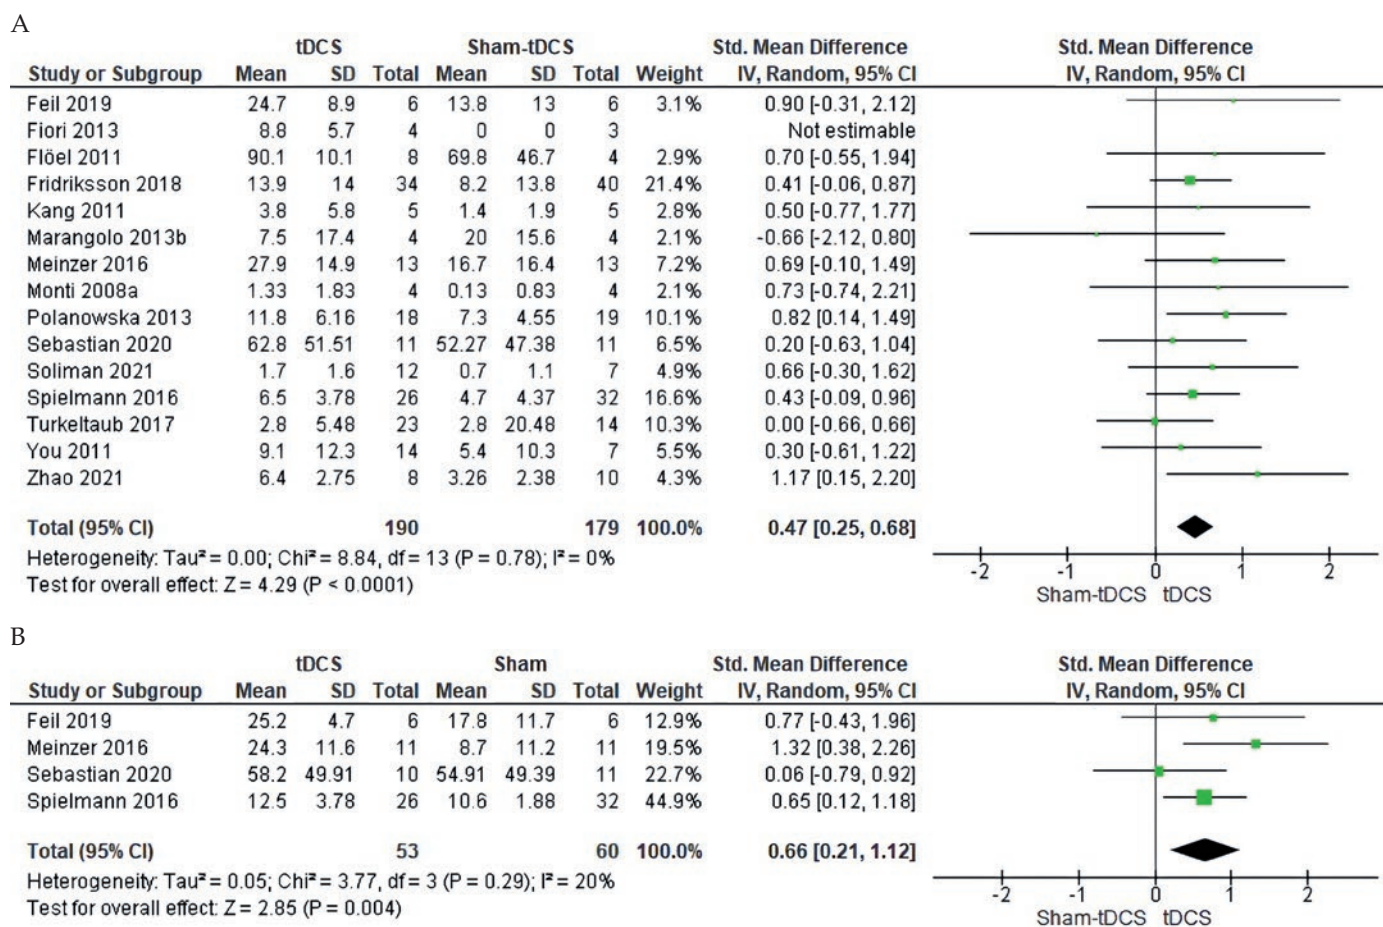 A
tDCS Sham-tDCS Std. Mean Difference Std. Mean Difference
Study or Subgroup Mean SD Total Mean SD Total Weight IV, Random, 95% CI IV, Random, 95% CI
Feil 2019 24.7 8.9 6 13.8 13 6 3.1% 0.90 [-0.31, 2.12]
Fiori 2013 8.8 5.7 4 0 0 3 Not estimable
Flöel 2011 90.1 10.1 8 69.8 46.7 4 2.9% 0.70 [-0.55, 1.94]
Fridriksson 2018 13.9 14 34 8.2 13.8 40 21.4% 0.41 [-0.06, 0.87]
Kang 2011 3.8 5.8 5 1.4 1.9 5 2.8% 0.50 [-0.77, 1.77]
Marangolo 2013b 7.5 17.4 4 20 15.6 4 2.1% -0.66 [-2.12, 0.80]
Meinzer 2016 27.9 14.9 13 16.7 16.4 13 7.2% 0.69 [-0.10, 1.49]
Monti 2008a 1.33 1.83 4 0.13 0.83 4 2.1% 0.73 [-0.74, 2.21]
Polanowska 2013 11.8 6.16 18 7.3 4.55 19 10.1% 0.82 [0.14, 1.49]
Sebastian 2020 62.8 51.51 11 52.27 47.38 11 6.5% 0.20 [-0.63, 1.04]
Soliman 2021 1.7 1.6 12 0.7 1.1 7 4.9% 0.66 [-0.30, 1.62]
Spielmann 2016 6.5 3.78 26 4.7 4.37 32 16.6% 0.43 [-0.09, 0.96]
Turkeltaub 2017 2.8 5.48 23 2.8 20.48 14 10.3% 0.00 [-0.66, 0.66]
You 2011 9.1 12.3 14 5.4 10.3 7 5.5% 0.30 [-0.61, 1.22]
Zhao 2021 6.4 2.75 8 3.26 2.38 10 4.3% 1.17 [0.15, 2.20]
Total (95% CI) 190 179 100.0% 0.47 [0.25, 0.68]
Heterogeneity: Tau² = 0.00; Chi² = 8.84, df = 13 (P = 0.78); I² = 0%
Test for overall effect: Z = 4.29 (P < 0.0001)
-2 -1 0 1 2
Sham-tDCS tDCS
B
tDCS Sham Std. Mean Difference Std. Mean Difference
Study or Subgroup Mean SD Total Mean SD Total Weight IV, Random, 95% CI IV, Random, 95% CI
Feil 2019 25.2 4.7 6 17.8 11.7 6 12.9% 0.77 [-0.43, 1.96]
Meinzer 2016 24.3 11.6 11 8.7 11.2 11 19.5% 1.32 [0.38, 2.26]
Sebastian 2020 58.2 49.91 10 54.91 49.39 11 22.7% 0.06 [-0.79, 0.92]
Spielmann 2016 12.5 3.78 26 10.6 1.88 32 44.9% 0.65 [0.12, 1.18]
Total (95% CI) 53 60 100.0% 0.66 [0.21, 1.12]
Heterogeneity: Tau² = 0.05; Chi² = 3.77, df = 3 (P = 0.29); I² = 20%
Test for overall effect: Z = 2.85 (P = 0.004)
-2 -1 0 1 2
Sham-tDCS tDCS